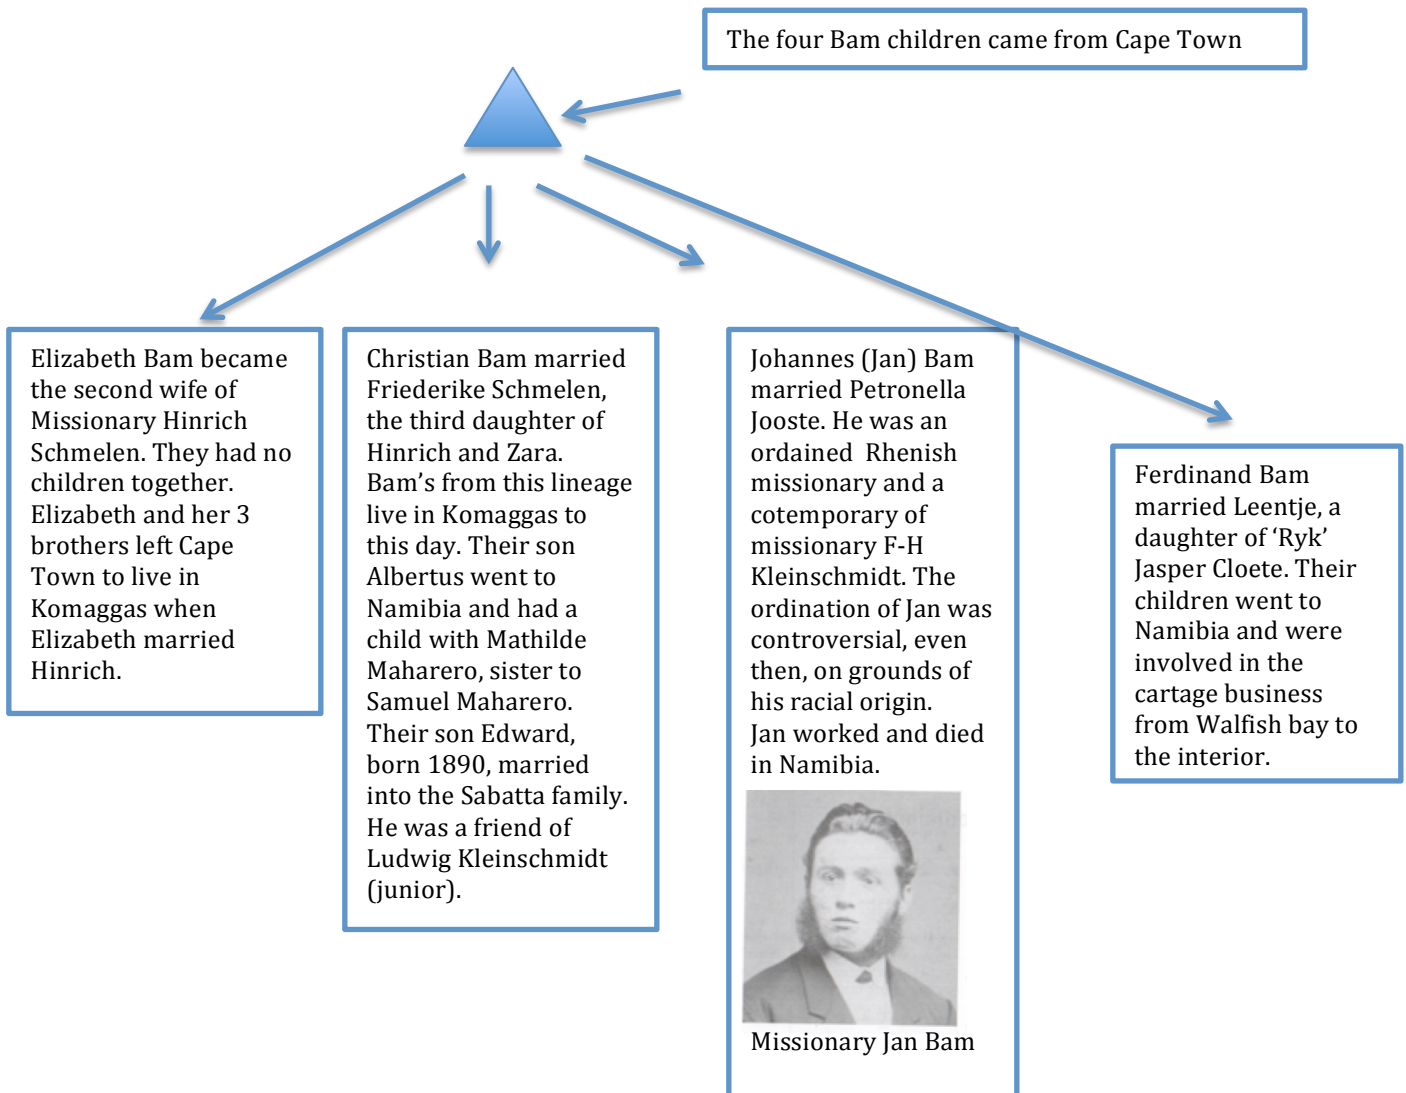 The four Bam children came from Cape Town
Elizabeth Bam became
the second wife of
Missionary Hinrich
Schmelen. They had no
children together.
Elizabeth and her 3
brothers left Cape
Town to live in
Komaggas when
Elizabeth married
Hinrich.
Christian Bam married
Friederike Schmelen,
the third daughter of
Hinrich and Zara.
Bam’s from this lineage
live in Komaggas to
this day. Their son
Albertus went to
Namibia and had a
child with Mathilde
Maharero, sister to
Samuel Maharero.
Their son Edward,
born 1890, married
into the Sabatta family.
He was a friend of
Ludwig Kleinschmidt
(junior).
Johannes (Jan) Bam
married Petronella
Jooste. He was an
ordained Rhenish
missionary and a
cotemporary of
missionary F-H
Kleinschmidt. The
ordination of Jan was
controversial, even
then, on grounds of
his racial origin.
Jan worked and died
in Namibia.
Missionary Jan Bam
Ferdinand Bam
married Leentje, a
daughter of ‘Ryk’
Jasper Cloete. Their
children went to
Namibia and were
involved in the
cartage business
from Walfish bay to
the interior.